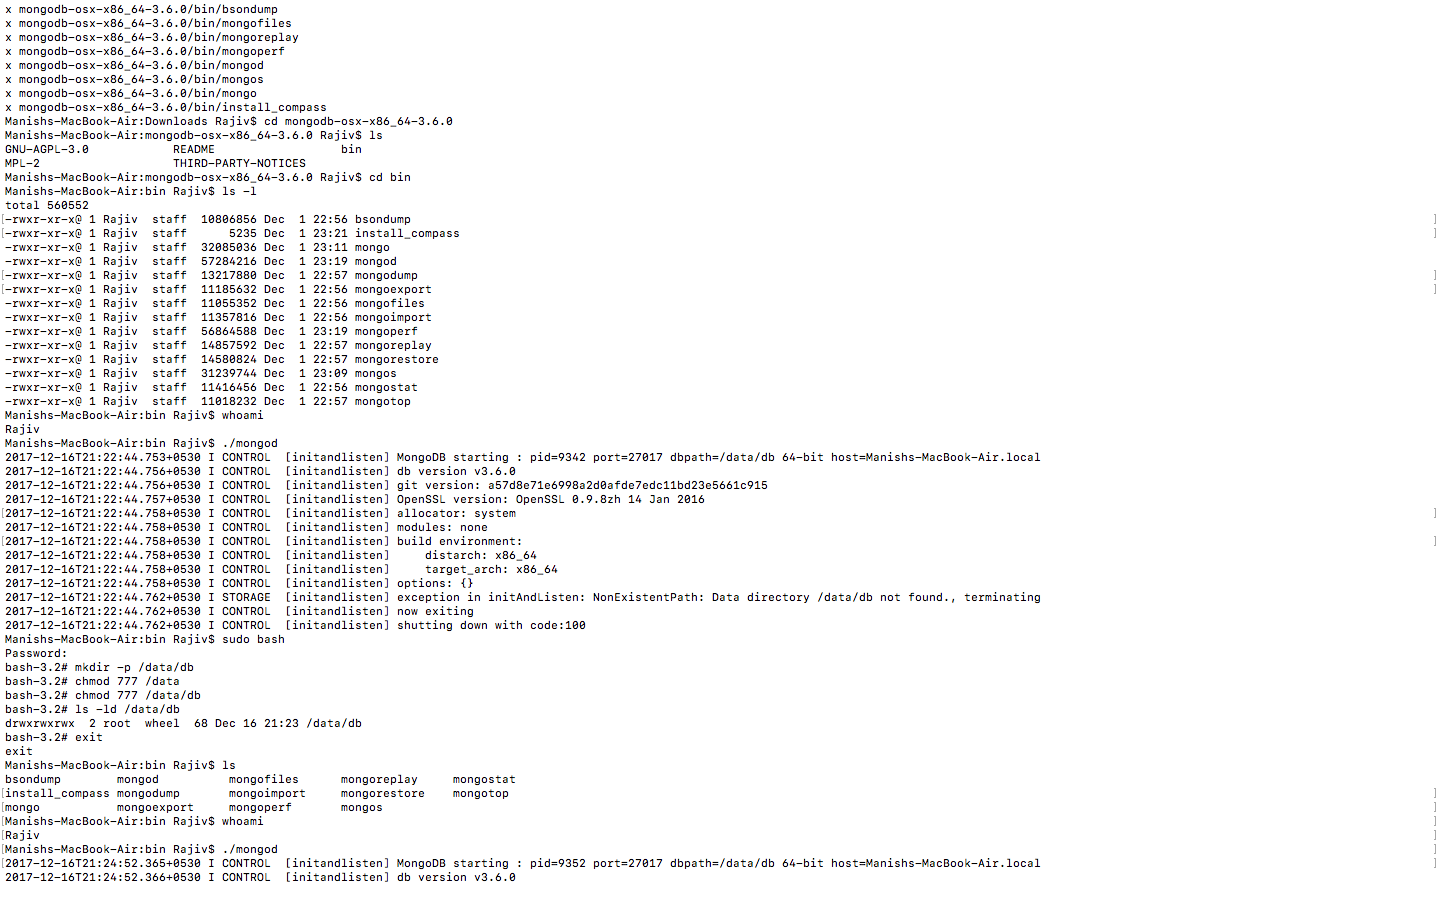 x mongodb-osx-x86_64-3.6.0/bin/bsondump
x mongodb-osx-x86_64-3.6.0/bin/mongofiles
x mongodb-osx-x86_64-3.6.0/bin/mongoreplay
x mongodb-osx-x86_64-3.6.0/bin/mongoperf
x mongodb-osx-x86_64-3.6.0/bin/mongod
x mongodb-osx-x86_64-3.6.0/bin/mongos
x mongodb-osx-x86_64-3.6.0/bin/mongo
x mongodb-osx-x86_64-3.6.0/bin/install_compass
Manishs-MacBook-Air:Downloads Rajiv$ cd mongodb-osx-x86_64-3.6.0
Manishs-MacBook-Air:mongodb-osx-x86_64-3.6.0 Rajiv$ ls
GNU-AGPL-3.0            README                  bin
MPL-2                   THIRD-PARTY-NOTICES
Manishs-MacBook-Air:mongodb-osx-x86_64-3.6.0 Rajiv$ cd bin
Manishs-MacBook-Air:bin Rajiv$ ls -l
total 560552
[-rwxr-xr-x@ 1 Rajiv  staff  10806856 Dec  1 22:56 bsondump ]
[-rwxr-xr-x@ 1 Rajiv  staff      5235 Dec  1 23:21 install_compass ]
-rwxr-xr-x@ 1 Rajiv  staff  32085036 Dec  1 23:11 mongo
-rwxr-xr-x@ 1 Rajiv  staff  57284216 Dec  1 23:19 mongod
[-rwxr-xr-x@ 1 Rajiv  staff  13217880 Dec  1 22:57 mongodump ]
[-rwxr-xr-x@ 1 Rajiv  staff  11185632 Dec  1 22:56 mongoexport ]
-rwxr-xr-x@ 1 Rajiv  staff  11055352 Dec  1 22:56 mongofiles
-rwxr-xr-x@ 1 Rajiv  staff  11357816 Dec  1 22:56 mongoimport
-rwxr-xr-x@ 1 Rajiv  staff  56864588 Dec  1 23:19 mongoperf
-rwxr-xr-x@ 1 Rajiv  staff  14857592 Dec  1 22:57 mongoreplay
-rwxr-xr-x@ 1 Rajiv  staff  14580824 Dec  1 22:57 mongorestore
-rwxr-xr-x@ 1 Rajiv  staff  31239744 Dec  1 23:09 mongos
-rwxr-xr-x@ 1 Rajiv  staff  11416456 Dec  1 22:56 mongostat
-rwxr-xr-x@ 1 Rajiv  staff  11018232 Dec  1 22:57 mongotop
Manishs-MacBook-Air:bin Rajiv$ whoami
Rajiv
Manishs-MacBook-Air:bin Rajiv$ ./mongod
2017-12-16T21:22:44.753+0530 I CONTROL  [initandlisten] MongoDB starting : pid=9342 port=27017 dbpath=/data/db 64-bit host=Manishs-MacBook-Air.local
2017-12-16T21:22:44.756+0530 I CONTROL  [initandlisten] db version v3.6.0
2017-12-16T21:22:44.756+0530 I CONTROL  [initandlisten] git version: a57d8e71e6998a2d0afde7edc11bd23e5661c915
2017-12-16T21:22:44.757+0530 I CONTROL  [initandlisten] OpenSSL version: OpenSSL 0.9.8zh 14 Jan 2016
[2017-12-16T21:22:44.758+0530 I CONTROL  [initandlisten] allocator: system ]
2017-12-16T21:22:44.758+0530 I CONTROL  [initandlisten] modules: none
[2017-12-16T21:22:44.758+0530 I CONTROL  [initandlisten] build environment: ]
2017-12-16T21:22:44.758+0530 I CONTROL  [initandlisten]     distarch: x86_64
2017-12-16T21:22:44.758+0530 I CONTROL  [initandlisten]     target_arch: x86_64
2017-12-16T21:22:44.758+0530 I CONTROL  [initandlisten] options: {}
2017-12-16T21:22:44.762+0530 I STORAGE  [initandlisten] exception in initAndListen: NonExistentPath: Data directory /data/db not found., terminating
2017-12-16T21:22:44.762+0530 I CONTROL  [initandlisten] now exiting
2017-12-16T21:22:44.762+0530 I CONTROL  [initandlisten] shutting down with code:100
Manishs-MacBook-Air:bin Rajiv$ sudo bash
Password:
bash-3.2# mkdir -p /data/db
bash-3.2# chmod 777 /data
bash-3.2# chmod 777 /data/db
bash-3.2# ls -ld /data/db
drwxrwxrwx  2 root  wheel  68 Dec 16 21:23 /data/db
bash-3.2# exit
exit
Manishs-MacBook-Air:bin Rajiv$ ls
bsondump        mongod          mongofiles      mongoreplay     mongostat
[install_compass mongodump       mongoimport     mongorestore    mongotop ]
[mongo           mongoexport     mongoperf       mongos ]
Manishs-MacBook-Air:bin Rajiv$ whoami ]
[Rajiv ]
Manishs-MacBook-Air:bin Rajiv$ ./mongod ]
[2017-12-16T21:24:52.365+0530 I CONTROL  [initandlisten] MongoDB starting : pid=9352 port=27017 dbpath=/data/db 64-bit host=Manishs-MacBook-Air.local ]
2017-12-16T21:24:52.366+0530 I CONTROL  [initandlisten] db version v3.6.0